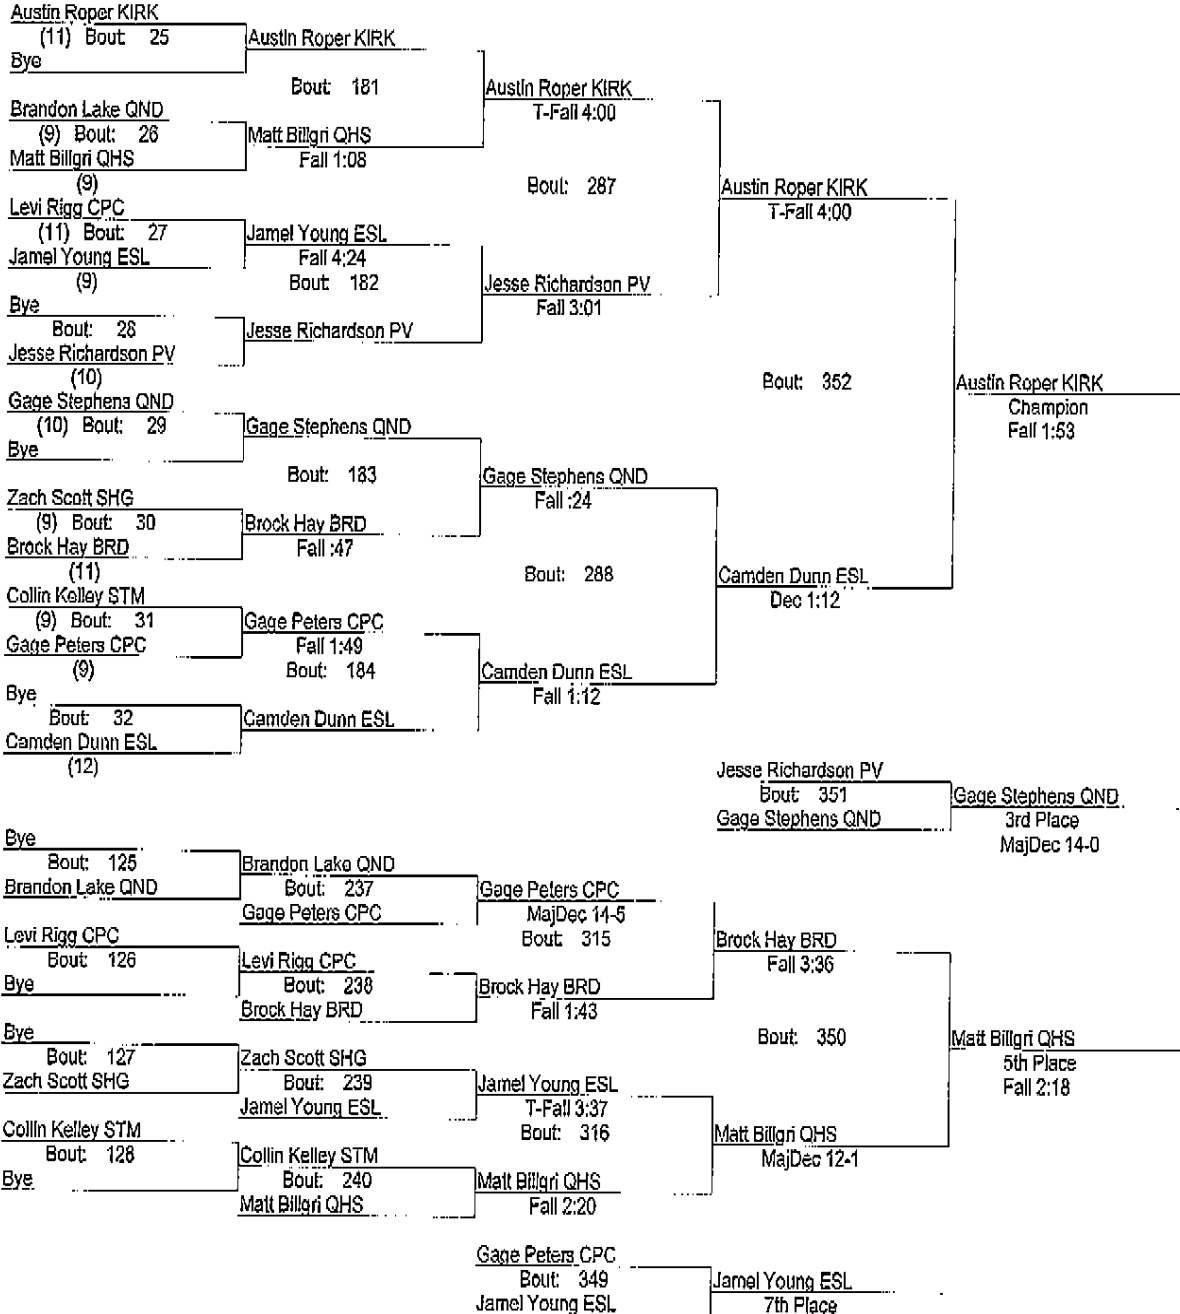 Austin Roper KIRK
(11) Bout: 25
Bye
Austin Roper KIRK
Bout: 181
Brandon Lake QND
(9) Bout: 26
Matt Billgri QHS
(9)
Matt Billgri QHS
Fall 1:08
Austin Roper KIRK
T-Fall 4:00
Bout: 287
Levi Rigg CPC
(11) Bout: 27
Jamel Young ESL
(9)
Jamel Young ESL
Fall 4:24
Bout: 182
Bye
Bout: 28
Jesse Richardson PV
(10)
Jesse Richardson PV
Jesse Richardson PV
Fall 3:01
Austin Roper KIRK
T-Fall 4:00
Bout: 352
Gage Stephens QND
(10) Bout: 29
Bye
Gage Stephens QND
Bout: 183
Zach Scott SHG
(9) Bout: 30
Brock Hay BRD
(11)
Brock Hay BRD
Fall :47
Gage Stephens QND
Fall :24
Bout: 288
Collin Kelley STM
(9) Bout: 31
Gage Peters CPC
(9)
Gage Peters CPC
Fall 1:49
Bout: 184
Bye
Bout: 32
Camden Dunn ESL
(12)
Camden Dunn ESL
Camden Dunn ESL
Fall 1:12
Camden Dunn ESL
Dec 1:12
Austin Roper KIRK
Champion
Fall 1:53
Jesse Richardson PV
Bout: 351
Gage Stephens QND
Gage Stephens QND
3rd Place
MajDec 14-0
Bye
Bout: 125
Brandon Lake QND
Brandon Lake QND
Bout: 237
Gage Peters CPC
Gage Peters CPC
MajDec 14-5
Bout: 315
Levi Rigg CPC
Bout: 126
Bye
Levi Rigg CPC
Bout: 238
Brock Hay BRD
Brock Hay BRD
Fall 1:43
Brock Hay BRD
Fall 3:36
Bout: 350
Bye
Bout: 127
Zach Scott SHG
Zach Scott SHG
Bout: 239
Jamel Young ESL
Jamel Young ESL
T-Fall 3:37
Bout: 316
Collin Kelley STM
Bout: 128
Bye
Collin Kelley STM
Bout: 240
Matt Billgri QHS
Matt Billgri QHS
Fall 2:20
Matt Billgri QHS
MajDec 12-1
Matt Billgri QHS
5th Place
Fall 2:18
Gage Peters CPC
Bout: 349
Jamel Young ESL
Jamel Young ESL
7th Place